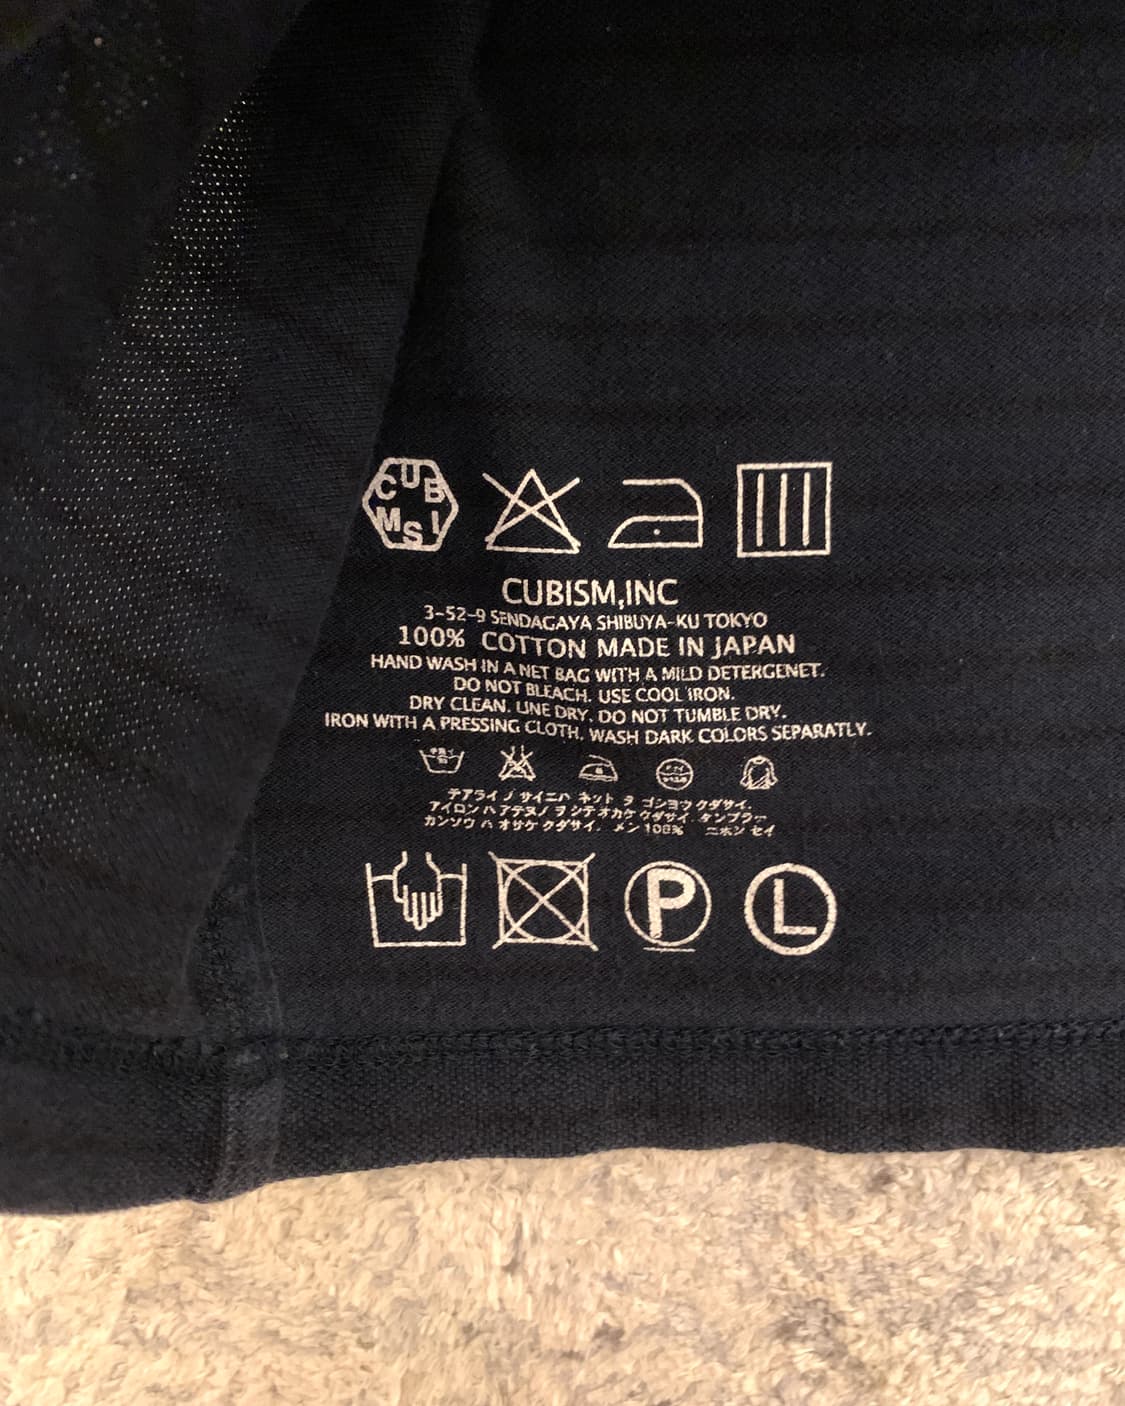 CUBISM
CUBISM,INC
3-52-9 SENDAGAYA SHIBUYA-KU TOKYO
100% COTTON MADE IN JAPAN
HAND WASH IN A NET BAG WITH A MILD DETERGENET.
DO NOT BLEACH. USE COOL IRON.
DRY CLEAN. LINE DRY. DO NOT TUMBLE DRY.
IRON WITH A PRESSING CLOTH. WASH DARK COLORS SEPARATLY.
テアライ ノ サイニハ ネット ヲ ゴシヨウ クダサイ.
アイロン ハ アテヌノ ヲ シテ オカケ クダサイ. タンブラー
カンソウ ハ オサケ クダサイ. メン 100% ニホン セイ
P L